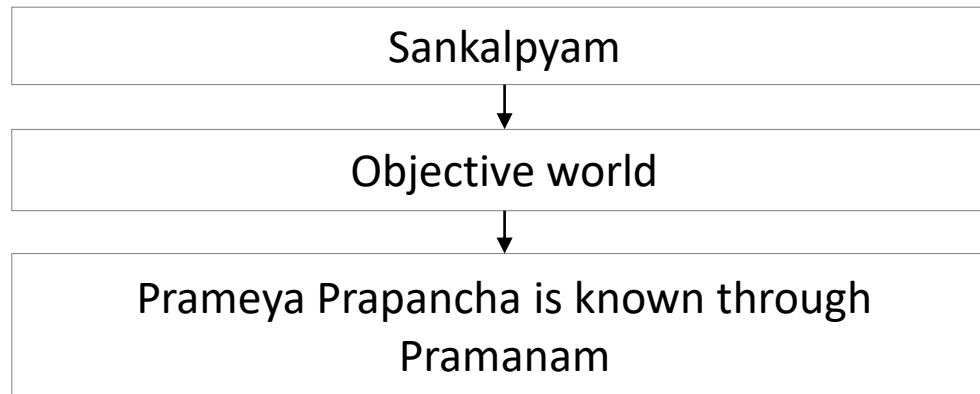 Sankalpyam
Objective world
Prameya Prapancha is known through
Pramanam